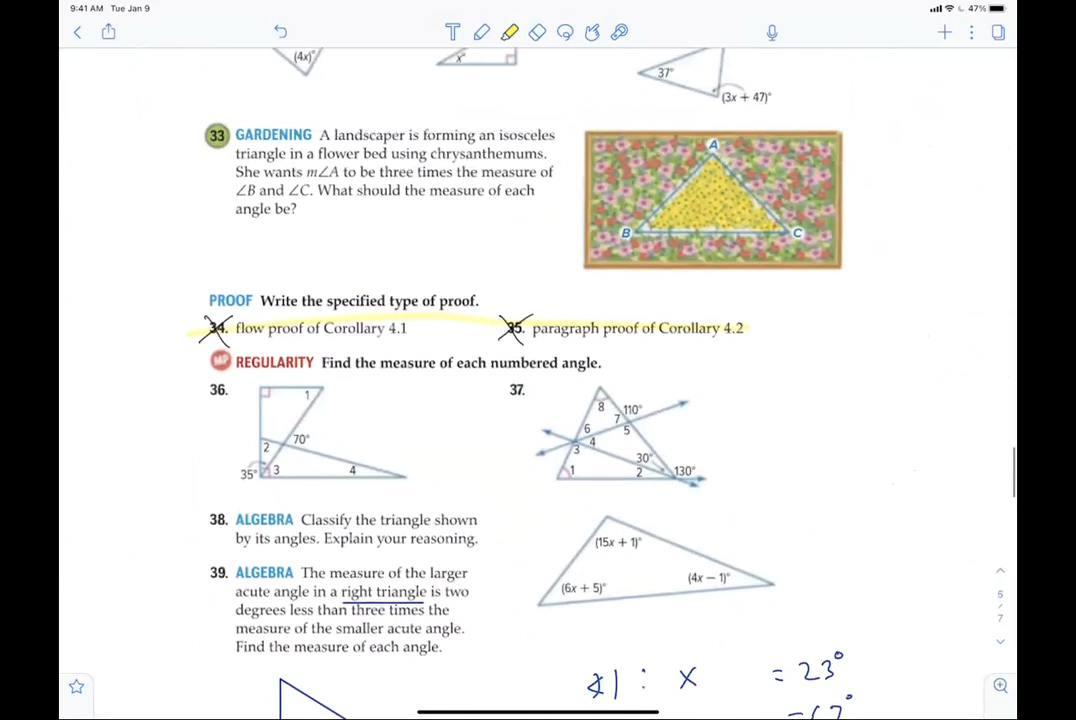 9:41 AM Tue Jan 9
47%
(4x)°
x°
37°
(3x + 47)°
33 GARDENING A landscaper is forming an isosceles
triangle in a flower bed using chrysanthemums.
She wants m∠A to be three times the measure of
∠B and ∠C. What should the measure of each
angle be?
A
B
C
PROOF Write the specified type of proof.
34. flow proof of Corollary 4.1
35. paragraph proof of Corollary 4.2
MP REGULARITY Find the measure of each numbered angle.
36.
1
2
70°
35°
3
4
37.
8
110°
7
6
5
4
3
30°
1
2
130°
38. ALGEBRA Classify the triangle shown
by its angles. Explain your reasoning.
(15x + 1)°
(6x + 5)°
(4x − 1)°
39. ALGEBRA The measure of the larger
acute angle in a right triangle is two
degrees less than three times the
measure of the smaller acute angle.
Find the measure of each angle.
∡1 : x = 23°
= 67°
5
/
7